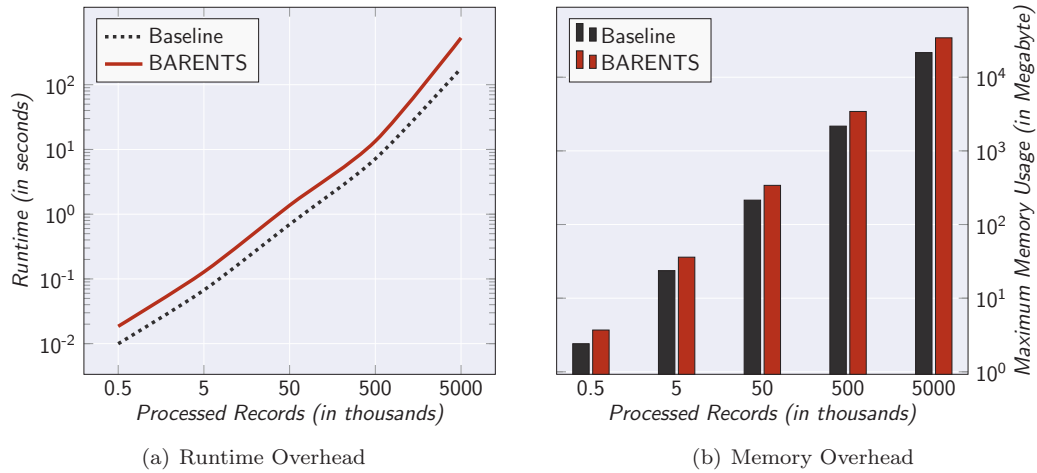 Baseline
BARENTS
Runtime (in seconds)
10^2
10^1
10^0
10^-1
10^-2
0.5 5 50 500 5000
Processed Records (in thousands)
(a) Runtime Overhead
Baseline
BARENTS
Maximum Memory Usage (in Megabyte)
10^4
10^3
10^2
10^1
10^0
0.5 5 50 500 5000
Processed Records (in thousands)
(b) Memory Overhead